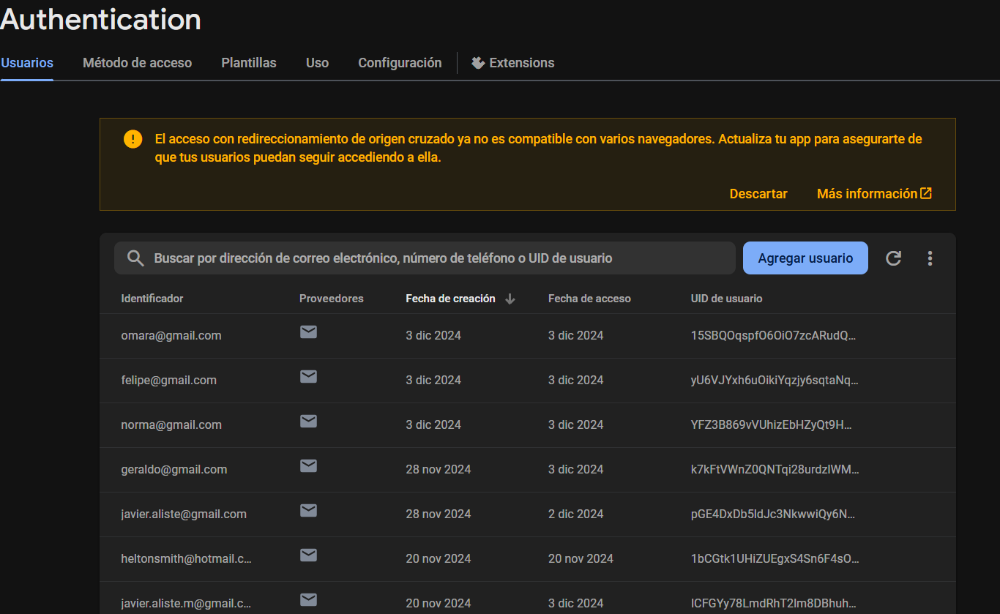 Authentication
Usuarios Método de acceso Plantillas Uso Configuración Extensions
El acceso con redireccionamiento de origen cruzado ya no es compatible con varios navegadores. Actualiza tu app para asegurarte de
que tus usuarios puedan seguir accediendo a ella.
Descartar Más información
Buscar por dirección de correo electrónico, número de teléfono o UID de usuario Agregar usuario
Identificador Proveedores Fecha de creación Fecha de acceso UID de usuario
omara@gmail.com 3 dic 2024 3 dic 2024 15SBQOqspfO6OiO7zcARudQ...
felipe@gmail.com 3 dic 2024 3 dic 2024 yU6VJYxh6uOikiYqzjy6sqtaNq...
norma@gmail.com 3 dic 2024 3 dic 2024 YFZ3B869vVUhizEbHZyQt9H...
geraldo@gmail.com 28 nov 2024 3 dic 2024 k7kFtVWnZ0QNTqi28urdzIWM...
javier.aliste@gmail.com 28 nov 2024 2 dic 2024 pGE4DxDb5IdJc3NkwwiQy6N...
heltonsmith@hotmail.c... 20 nov 2024 20 nov 2024 1bCGtk1UHiZUEgxS4Sn6F4sO...
javier.aliste.m@gmail.c... 20 nov 2024 3 dic 2024 ICFGYy78LmdRhT2Im8DBhuh...